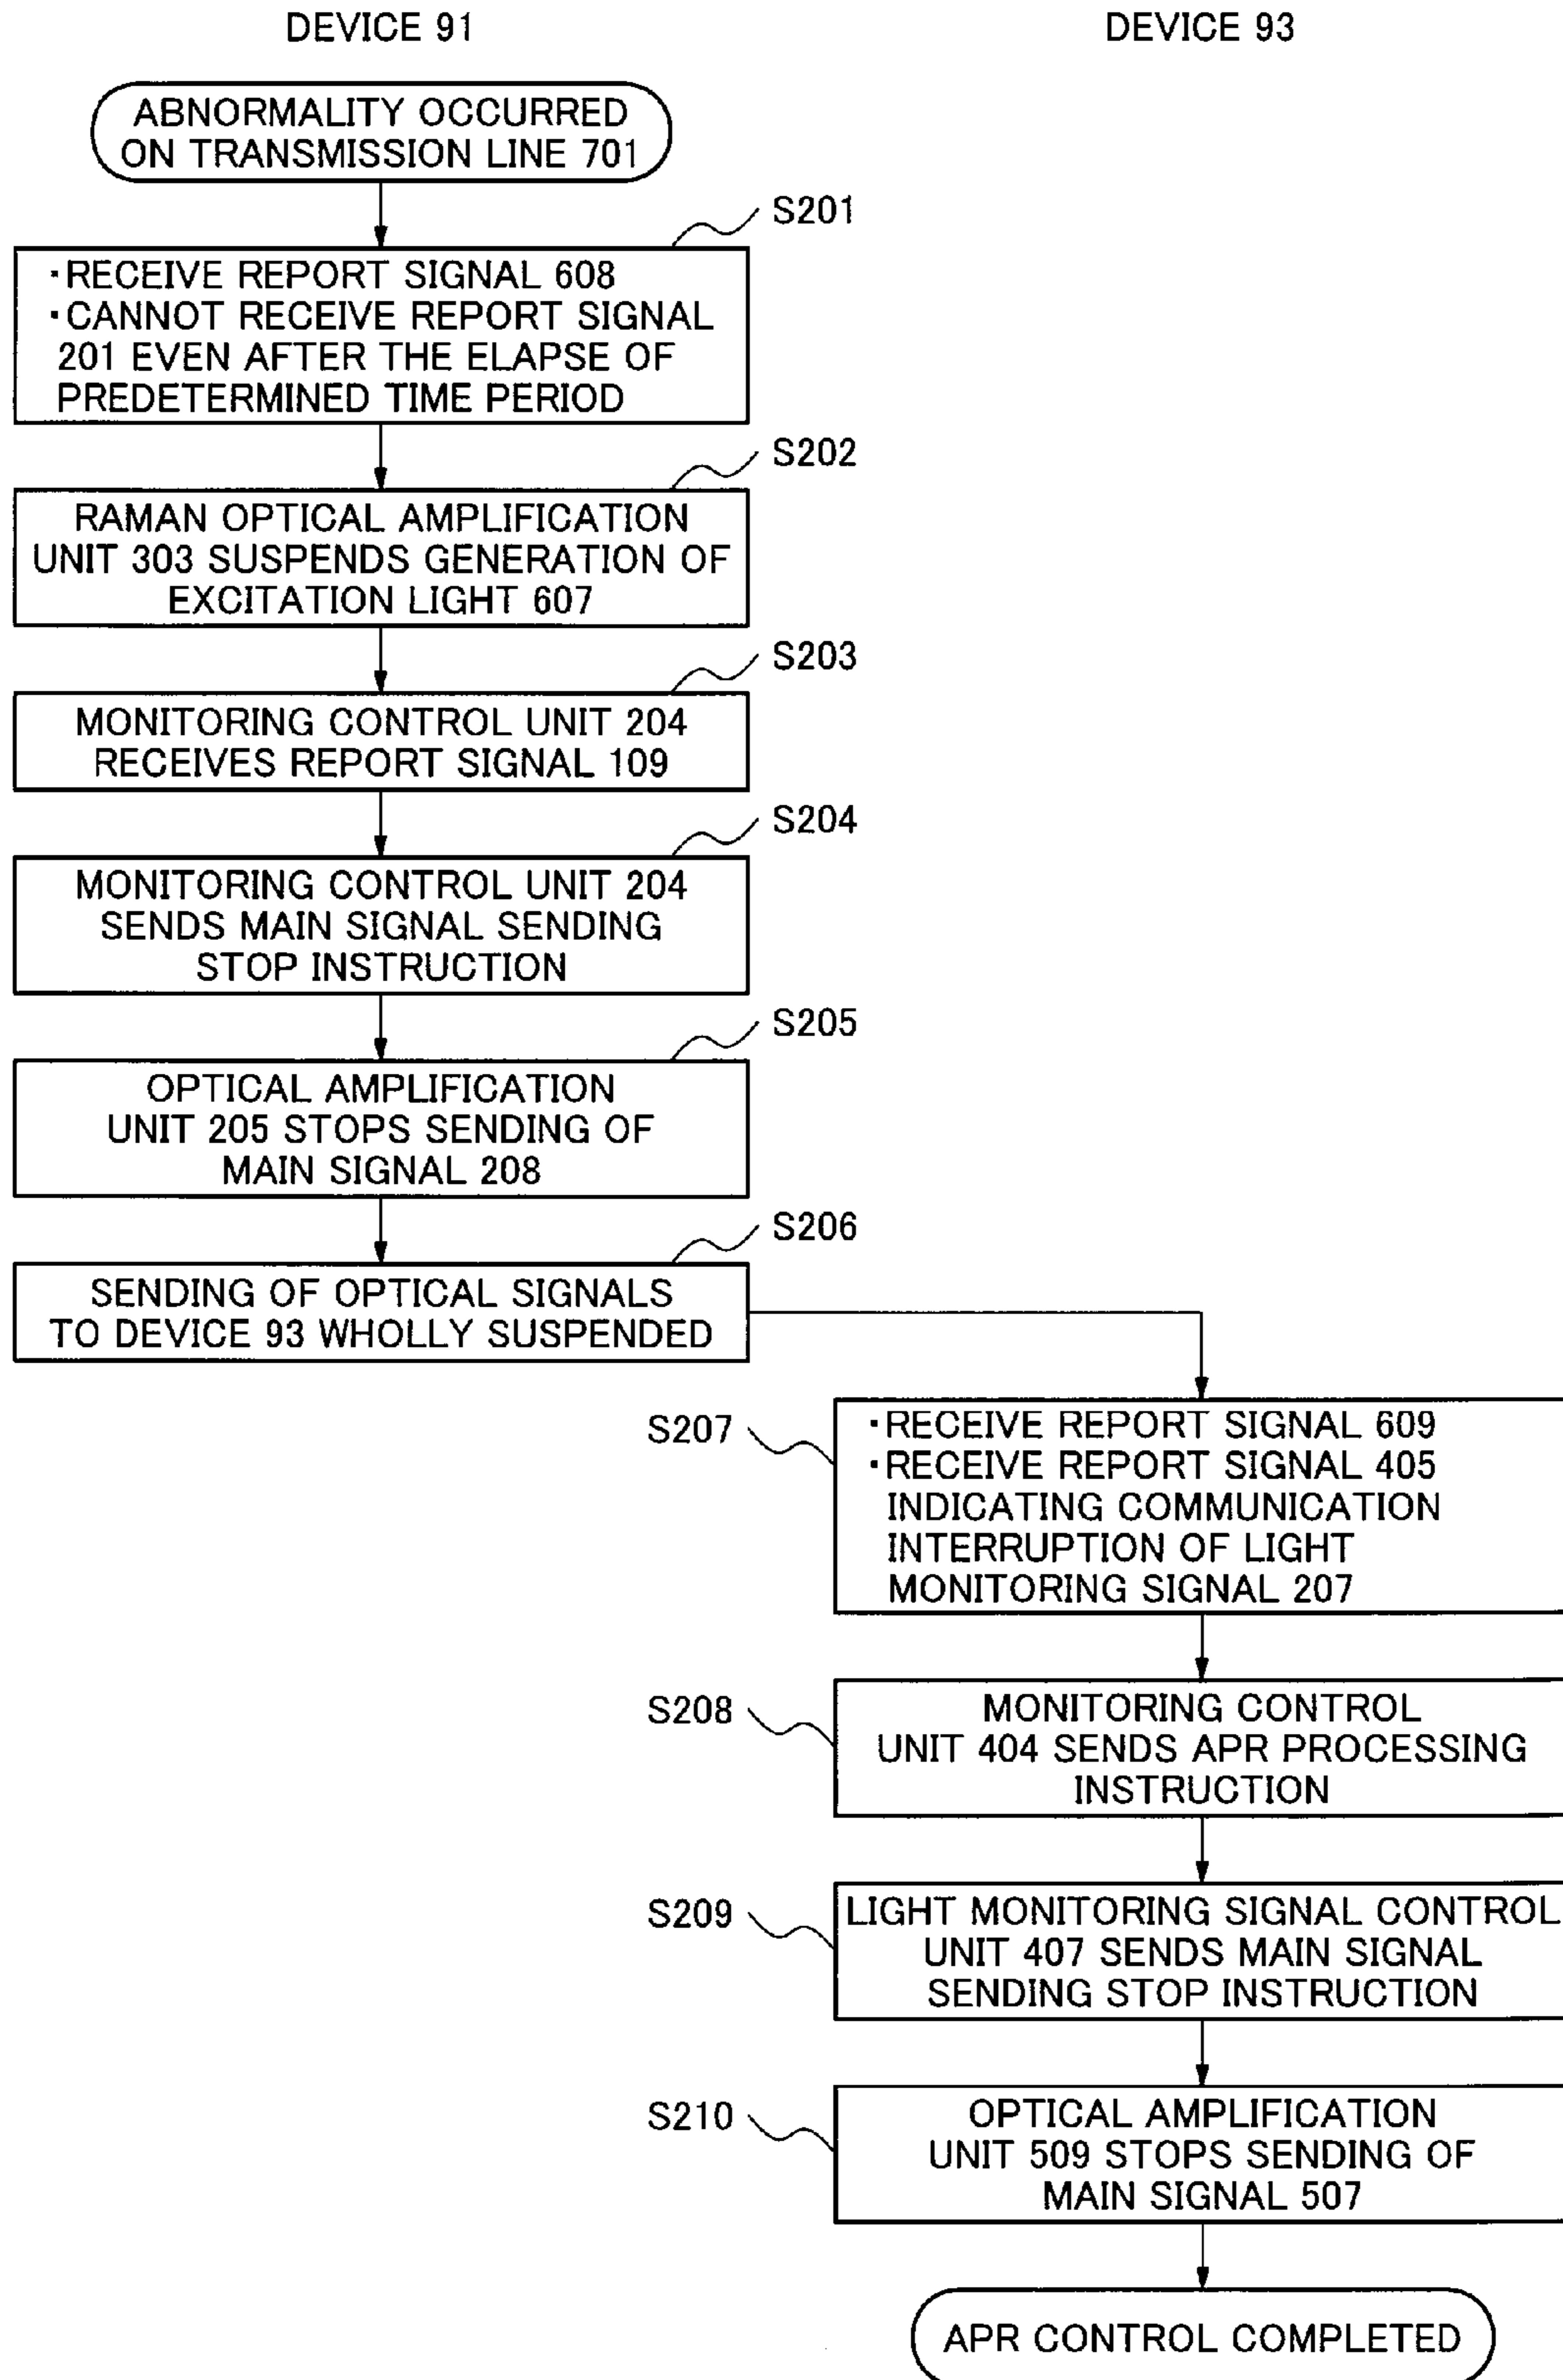 DEVICE 91
DEVICE 93
ABNORMALITY OCCURRED
ON TRANSMISSION LINE 701
S201
・RECEIVE REPORT SIGNAL 608
・CANNOT RECEIVE REPORT SIGNAL
201 EVEN AFTER THE ELAPSE OF
PREDETERMINED TIME PERIOD
S202
RAMAN OPTICAL AMPLIFICATION
UNIT 303 SUSPENDS GENERATION OF
EXCITATION LIGHT 607
S203
MONITORING CONTROL UNIT 204
RECEIVES REPORT SIGNAL 109
S204
MONITORING CONTROL UNIT 204
SENDS MAIN SIGNAL SENDING
STOP INSTRUCTION
S205
OPTICAL AMPLIFICATION
UNIT 205 STOPS SENDING OF
MAIN SIGNAL 208
S206
SENDING OF OPTICAL SIGNALS
TO DEVICE 93 WHOLLY SUSPENDED
S207
・RECEIVE REPORT SIGNAL 609
・RECEIVE REPORT SIGNAL 405
INDICATING COMMUNICATION
INTERRUPTION OF LIGHT
MONITORING SIGNAL 207
S208
MONITORING CONTROL
UNIT 404 SENDS APR PROCESSING
INSTRUCTION
S209
LIGHT MONITORING SIGNAL CONTROL
UNIT 407 SENDS MAIN SIGNAL
SENDING STOP INSTRUCTION
S210
OPTICAL AMPLIFICATION
UNIT 509 STOPS SENDING OF
MAIN SIGNAL 507
APR CONTROL COMPLETED